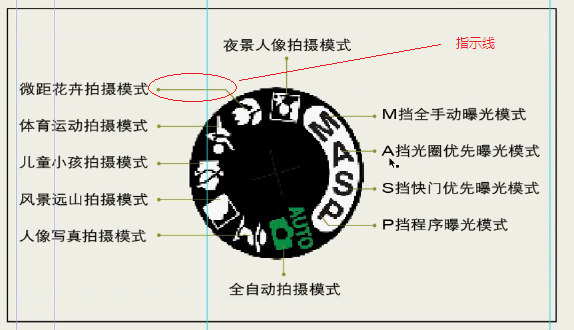 夜景人像拍摄模式
指示线
微距花卉拍摄模式
体育运动拍摄模式
儿童小孩拍摄模式
风景远山拍摄模式
人像写真拍摄模式
M
A
S
P
AUTO
M挡全手动曝光模式
A挡光圈优先曝光模式
S挡快门优先曝光模式
P挡程序曝光模式
全自动拍摄模式